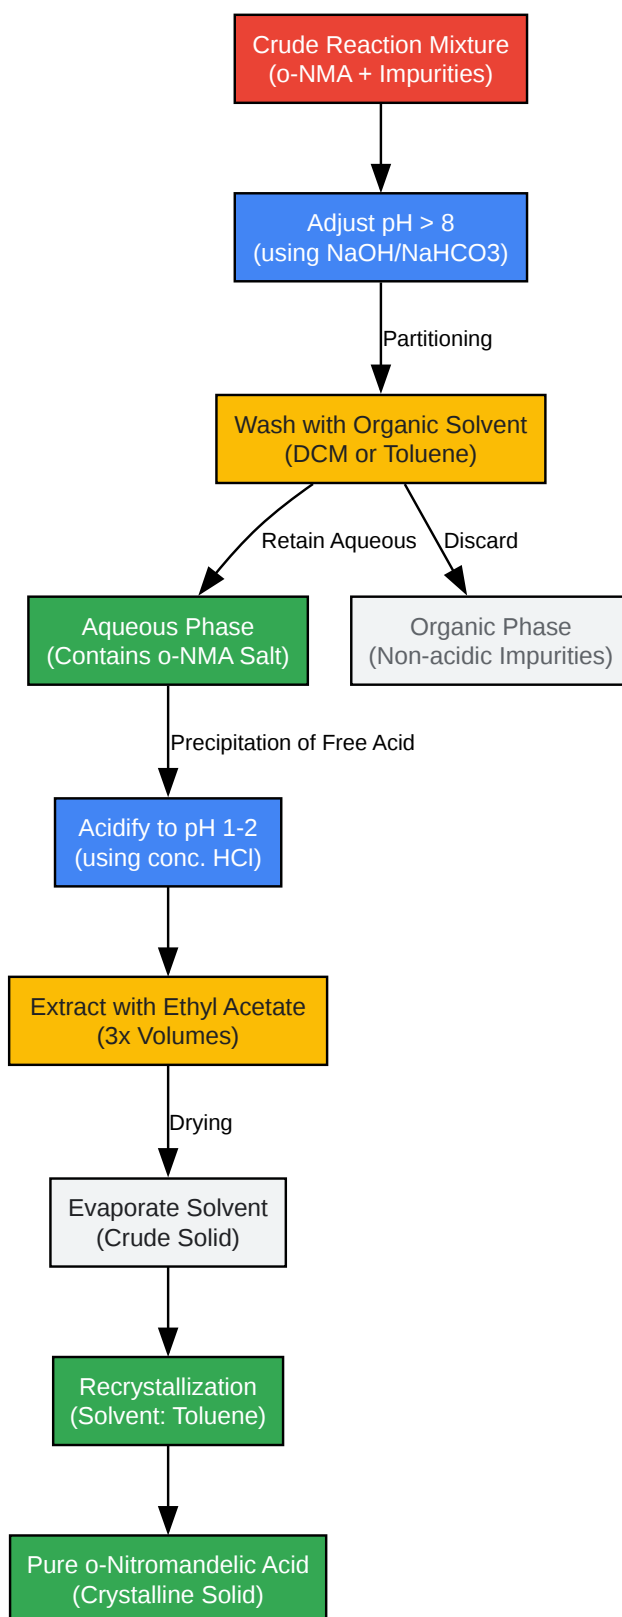 Crude Reaction Mixture
(o-NMA + Impurities)
Adjust pH > 8
(using NaOH/NaHCO3)
Partitioning
Wash with Organic Solvent
(DCM or Toluene)
Retain Aqueous
Discard
Aqueous Phase
(Contains o-NMA Salt)
Organic Phase
(Non-acidic Impurities)
Precipitation of Free Acid
Acidify to pH 1-2
(using conc. HCl)
Extract with Ethyl Acetate
(3x Volumes)
Drying
Evaporate Solvent
(Crude Solid)
Recrystallization
(Solvent: Toluene)
Pure o-Nitromandelic Acid
(Crystalline Solid)